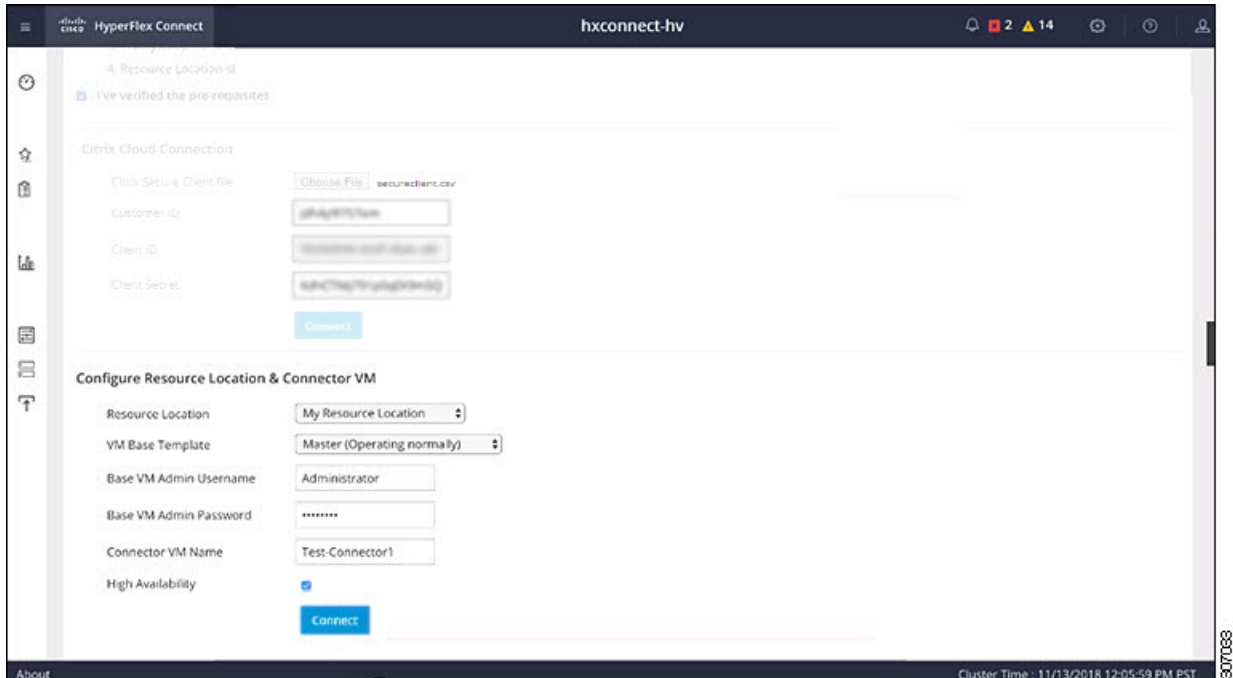 cisco HyperFlex Connect
hxconnect-hv
2 14
4. Resource Location sl
I've verified the pre-requisites
Citrix Cloud Connection
Citrix Secure Client file
Choose File secureclient.csv
Customer ID
Client ID
Client Secret
Connect
Configure Resource Location & Connector VM
Resource Location My Resource Location
VM Base Template Master (Operating normally)
Base VM Admin Username Administrator
Base VM Admin Password ••••••••
Connector VM Name Test-Connector1
High Availability
Connect
About
Cluster Time : 11/13/2018 12:05:59 PM PST
307033